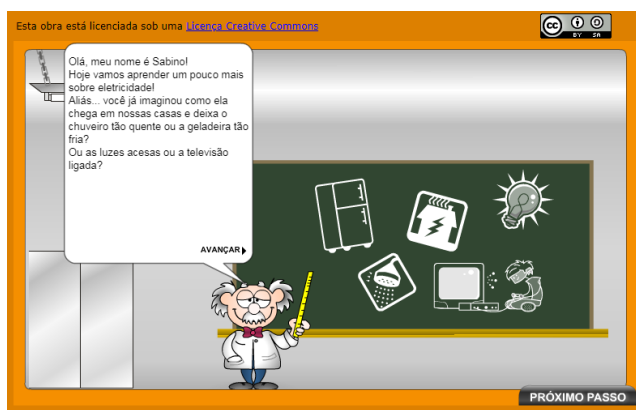 Esta obra está licenciada sob uma Licença Creative Commons
cc BY SA
Olá, meu nome é Sabino!
Hoje vamos aprender um pouco mais
sobre eletricidade!
Aliás... você já imaginou como ela
chega em nossas casas e deixa o
chuveiro tão quente ou a geladeira tão
fria?
Ou as luzes acesas ou a televisão
ligada?
AVANÇAR
PRÓXIMO PASSO